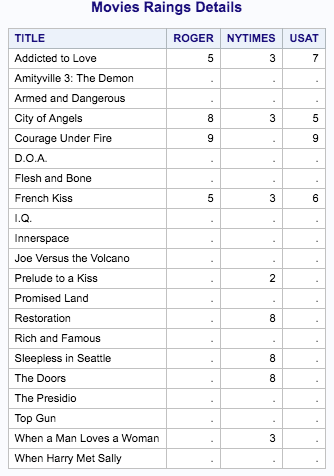 Movies Raings Details
TITLE ROGER NYTIMES USAT
Addicted to Love 5 3 7
Amityville 3: The Demon . . .
Armed and Dangerous . . .
City of Angels 8 3 5
Courage Under Fire 9 . 9
D.O.A. . . .
Flesh and Bone . . .
French Kiss 5 3 6
I.Q. . . .
Innerspace . . .
Joe Versus the Volcano . . .
Prelude to a Kiss . 2 .
Promised Land . . .
Restoration . 8 .
Rich and Famous . . .
Sleepless in Seattle . 8 .
The Doors . 8 .
The Presidio . . .
Top Gun . . .
When a Man Loves a Woman . 3 .
When Harry Met Sally . . .